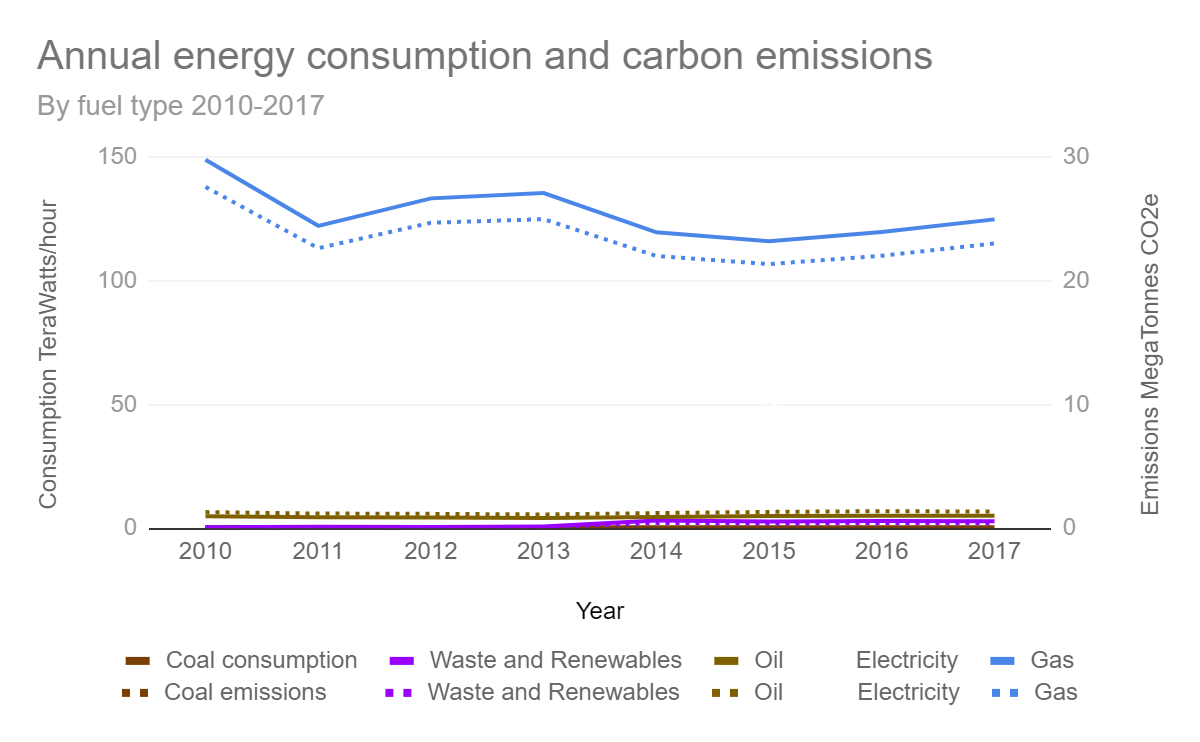 Annual energy consumption and carbon emissions
By fuel type 2010-2017
150
100
50
0
Consumption TeraWatts/hour
30
20
10
0
Emissions MegaTonnes CO2e
2010 2011 2012 2013 2014 2015 2016 2017
Year
Coal consumption Waste and Renewables Oil Electricity Gas
Coal emissions Waste and Renewables Oil Electricity Gas